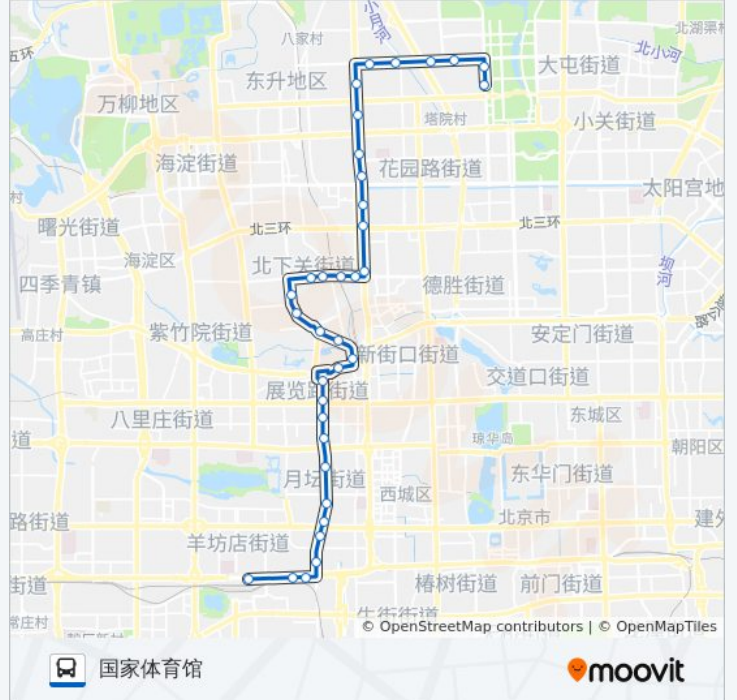 五环
八家村
小月河
北湖渠村
北小河
东升地区
大屯街道
万柳地区
塔院村
小关街道
海淀街道
花园路街道
村
太阳宫地
曙光街道
北三环
北三环
海淀区
北下关街道
坝河
四季青镇
德胜街道
高庄村
紫竹院街道
安定门街道
新街口街道
交道口街道
展览路街道
八里庄街道
东城区
道
琼华岛
朝阳区
月坛街道
东华门街道
西城区
路街道
北京市
建外
羊坊店街道
街道
椿树街道
前门街道
常庄村
牛街街道
© OpenStreetMap contributors | © OpenMapTiles
国家体育馆
moovit